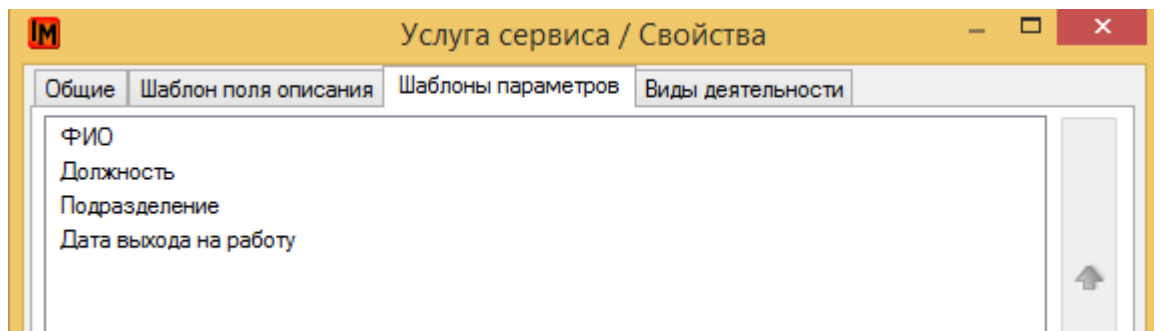 IM
Услуга сервиса / Свойства
Общие Шаблон поля описания Шаблоны параметров Виды деятельности
ФИО
Должность
Подразделение
Дата выхода на работу